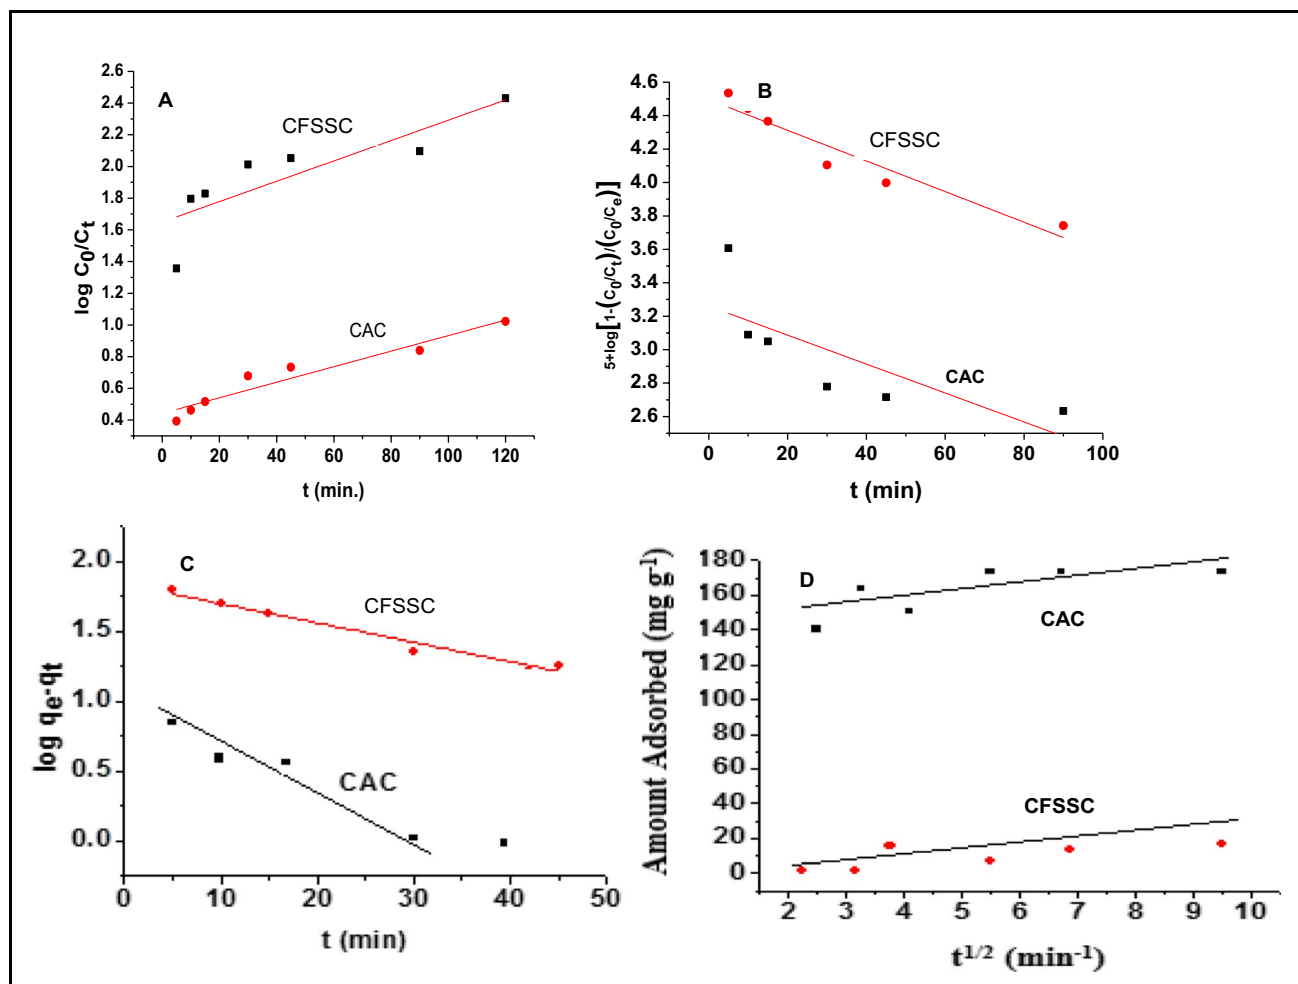 A
CFSSC
CAC
log C0/Ct
2.6
2.4
2.2
2.0
1.8
1.6
1.4
1.2
1.0
0.8
0.6
0.4
0 20 40 60 80 100 120
t (min.)
B
CFSSC
CAC
5+log[1-(C0/Ct)/(C0/Ce)]
4.6
4.4
4.2
4.0
3.8
3.6
3.4
3.2
3.0
2.8
2.6
0 20 40 60 80 100
t (min)
C
CFSSC
CAC
log qe-qt
2.0
1.5
1.0
0.5
0.0
0 10 20 30 40 50
t (min)
D
CAC
CFSSC
Amount Adsorbed (mg g-1)
180
160
140
120
100
80
60
40
20
0
2 3 4 5 6 7 8 9 10
t1/2 (min-1)